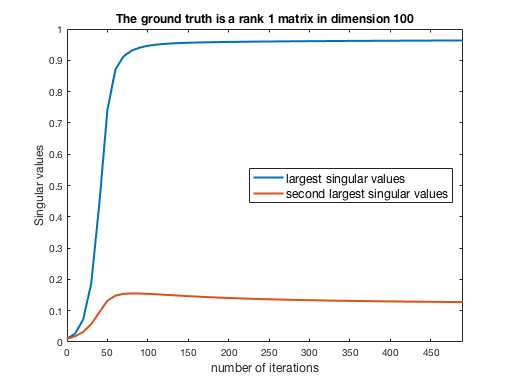 The ground truth is a rank 1 matrix in dimension 100
1
0.9
0.8
0.7
0.6
0.5
0.4
0.3
0.2
0.1
0
Singular values
largest singular values
second largest singular values
0 50 100 150 200 250 300 350 400 450
number of iterations